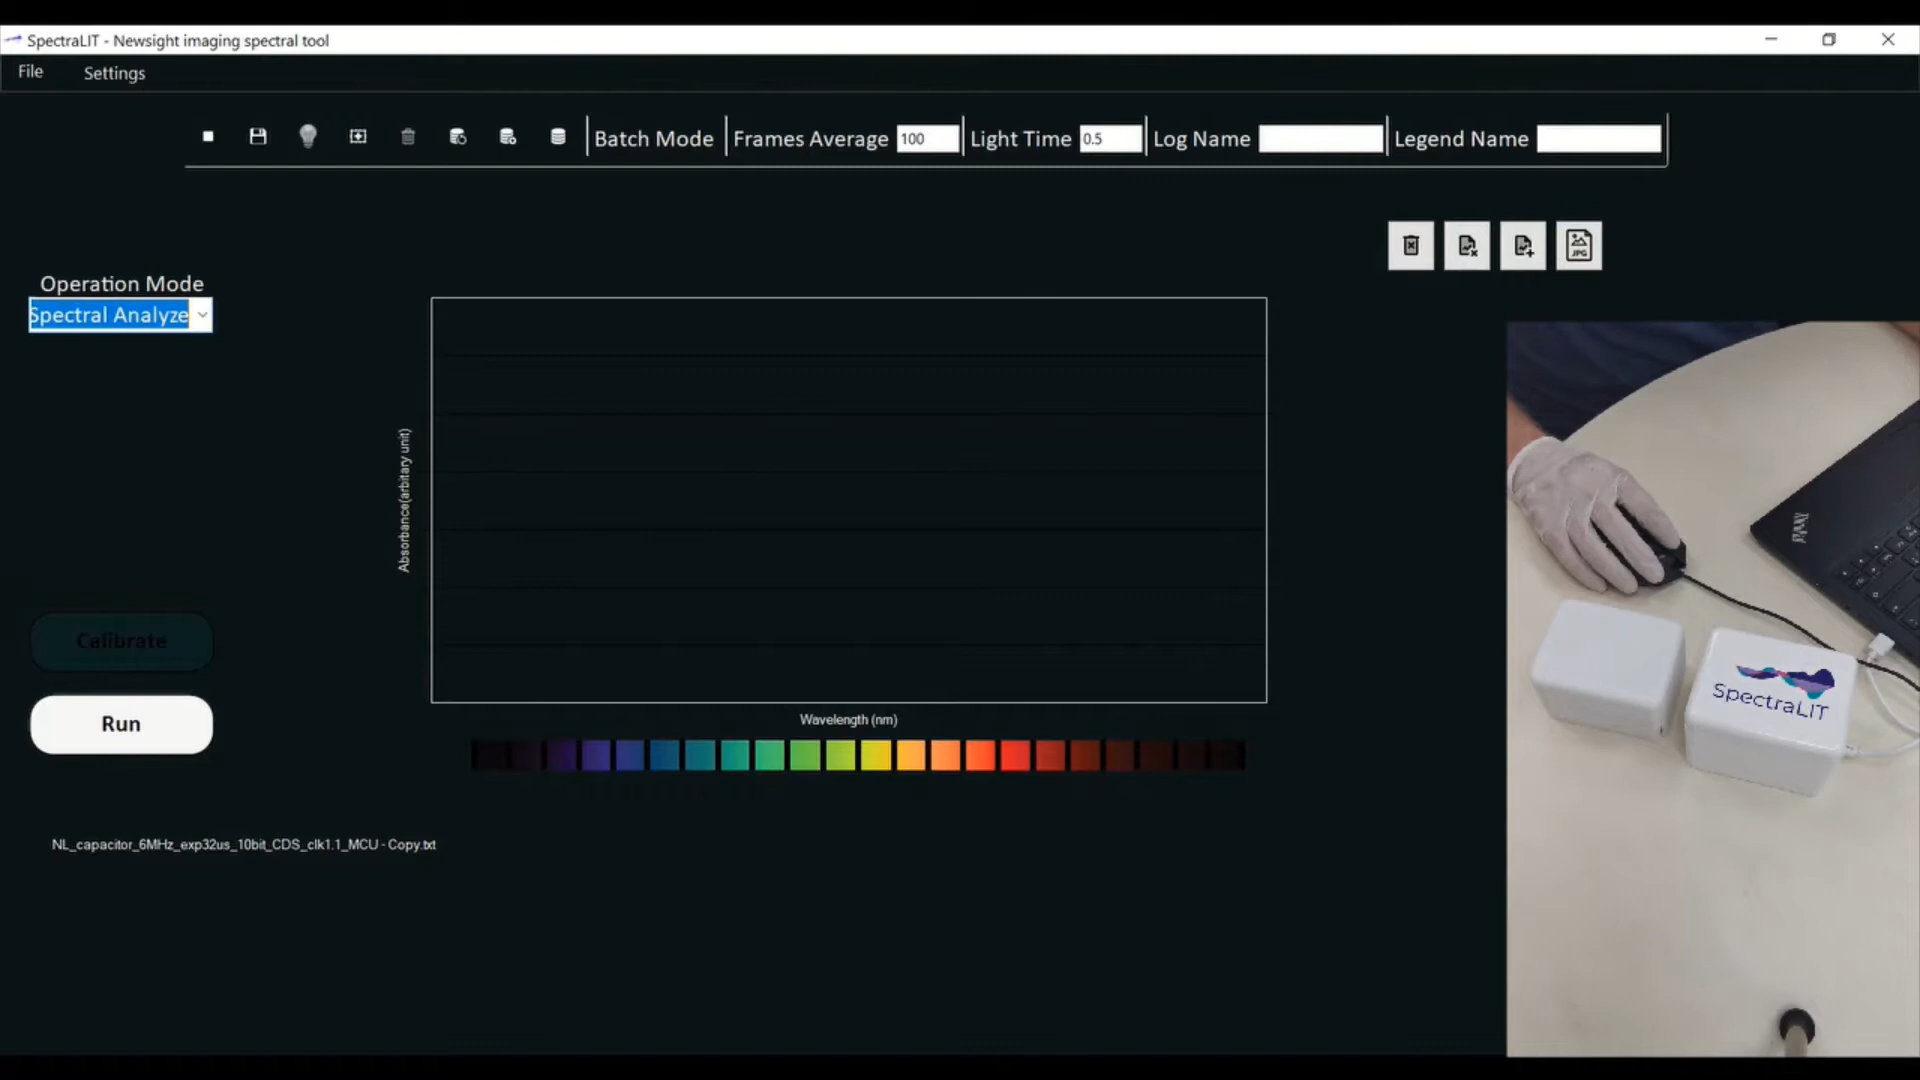 SpectraLIT - Newsight imaging spectral tool
File Settings
Batch Mode Frames Average 100 Light Time 0.5 Log Name Legend Name
JPG
Operation Mode
Spectral Analyze
Absorbance(arbitary unit)
Calibrate
Run
Wavelength (nm)
NL_capacitor_6MHz_exp32us_10bit_CDS_clk1.1_MCU - Copy.txt
SpectraLIT